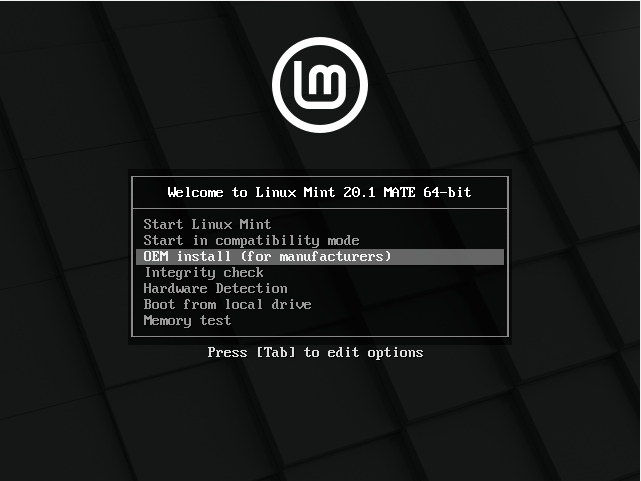 lm
Welcome to Linux Mint 20.1 MATE 64-bit
Start Linux Mint
Start in compatibility mode
OEM install (for manufacturers)
Integrity check
Hardware Detection
Boot from local drive
Memory test
Press [Tab] to edit options